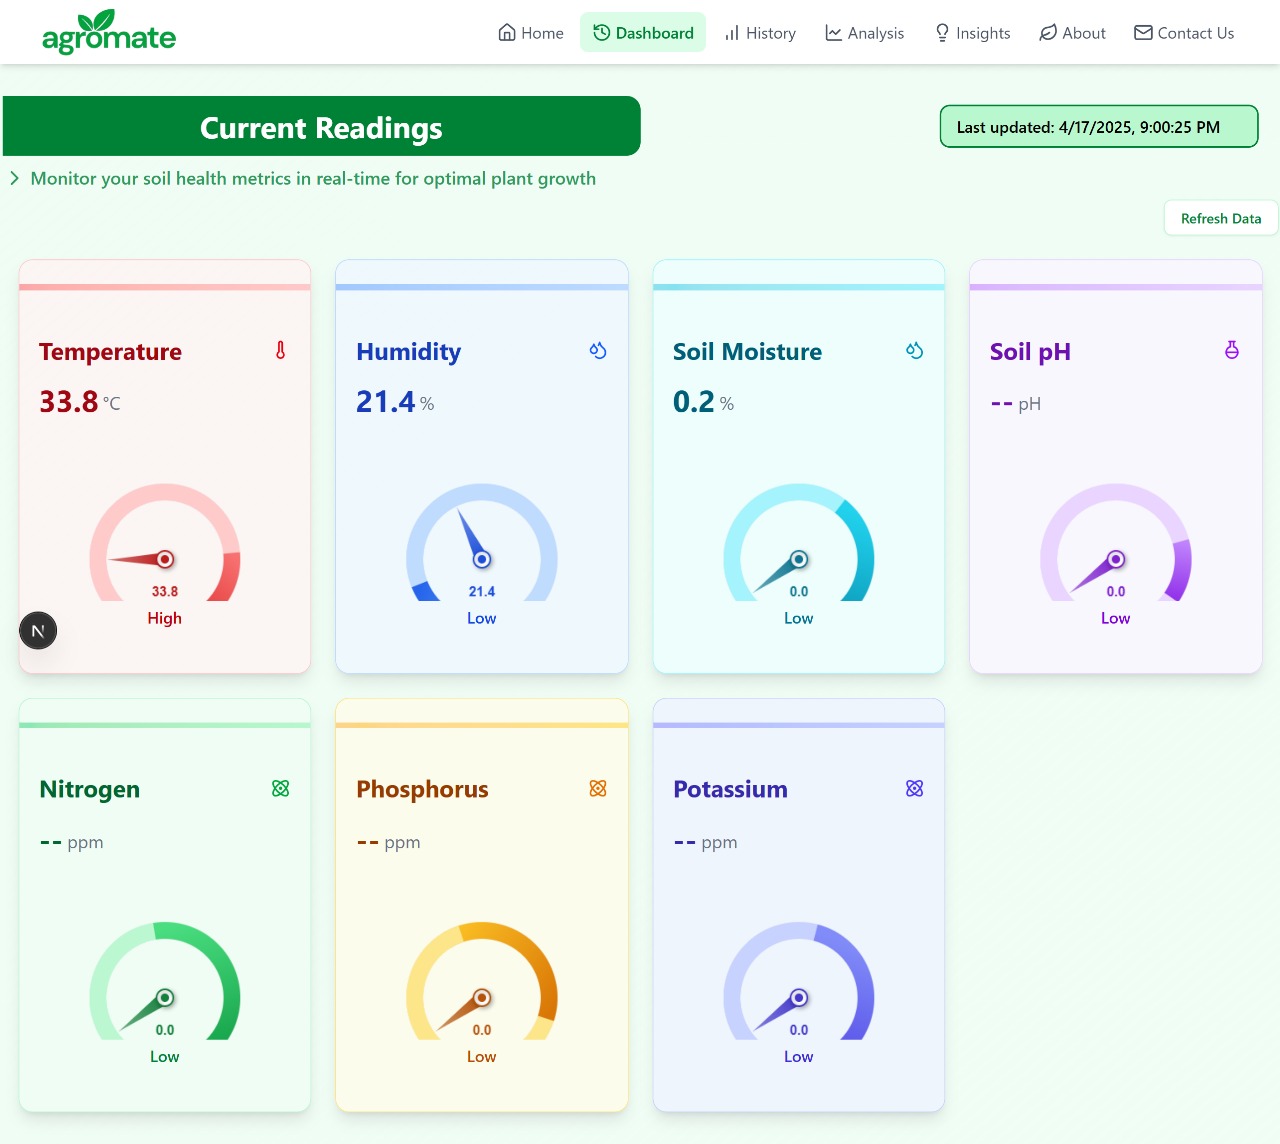 agromate
Home
Dashboard
History
Analysis
Insights
About
Contact Us
Current Readings
Last updated: 4/17/2025, 9:00:25 PM
Monitor your soil health metrics in real-time for optimal plant growth
Refresh Data
Temperature
33.8 °C
33.8
High
Humidity
21.4 %
21.4
Low
Soil Moisture
0.2 %
0.0
Low
Soil pH
-- pH
0.0
Low
N
Nitrogen
-- ppm
0.0
Low
Phosphorus
-- ppm
0.0
Low
Potassium
-- ppm
0.0
Low